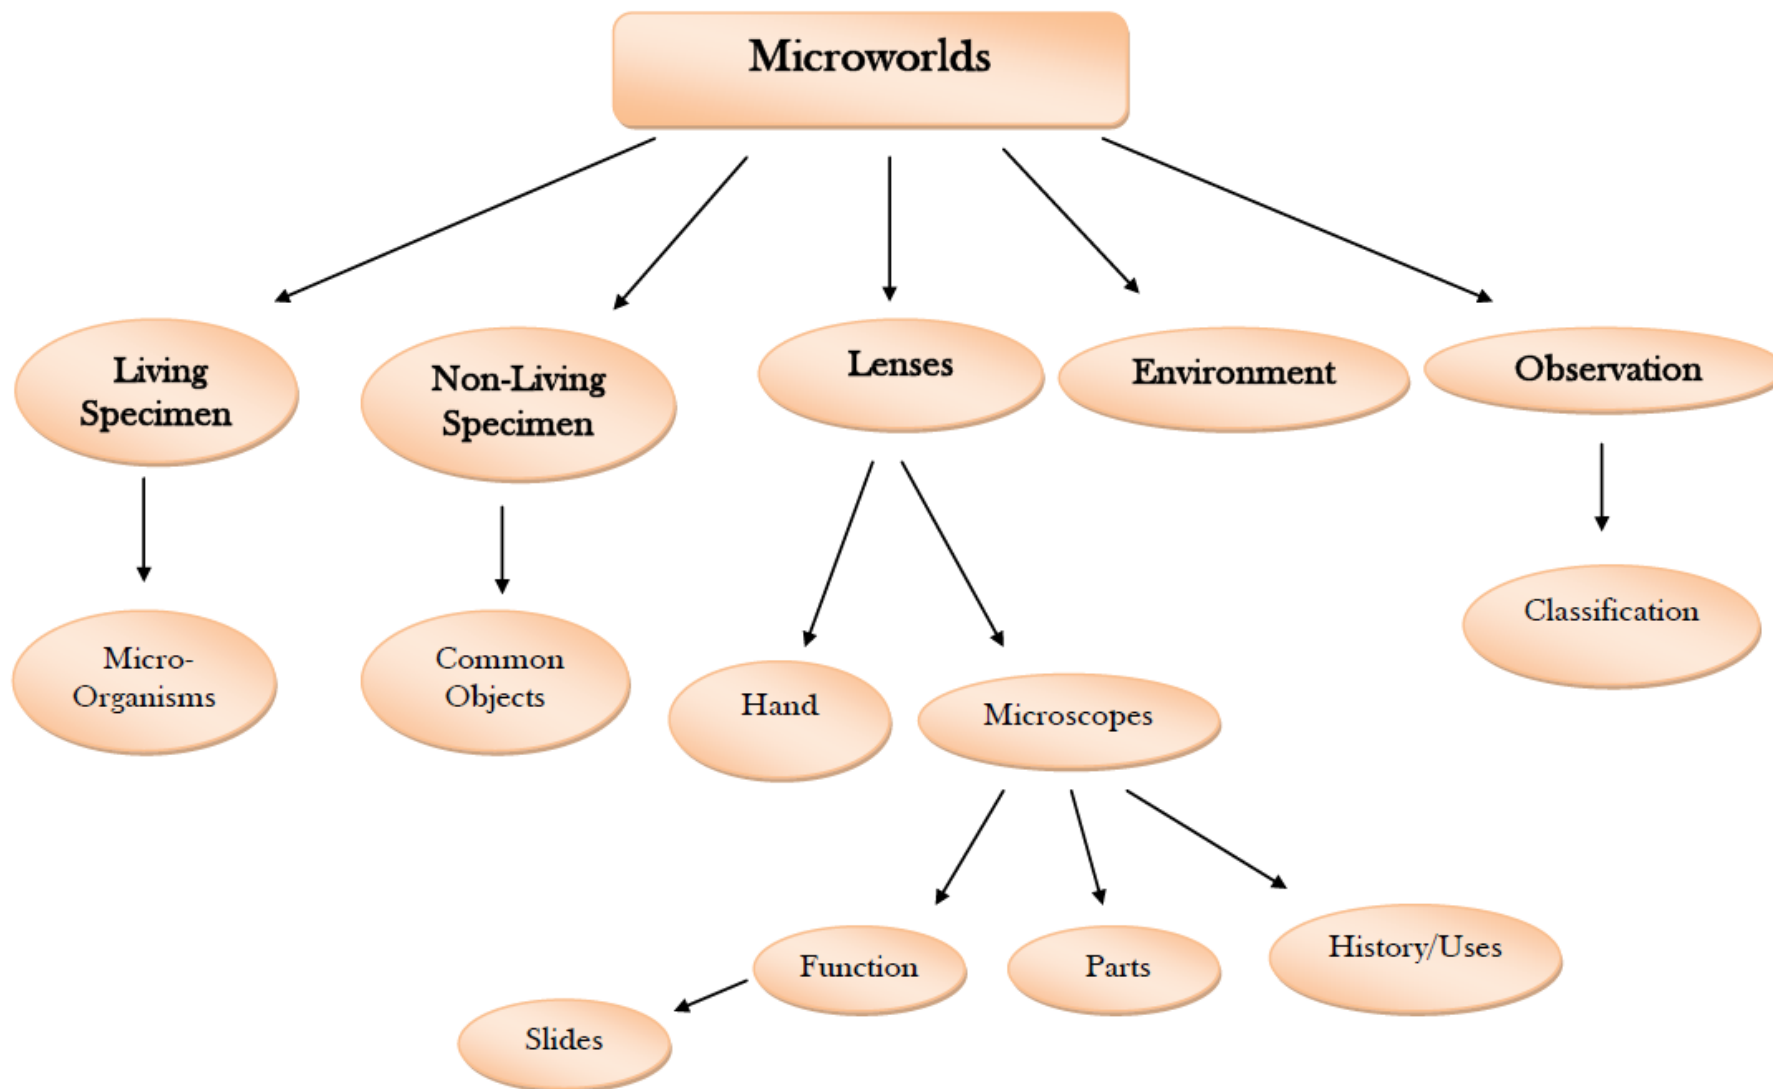 Microworlds
Living
Specimen
Non-Living
Specimen
Lenses
Environment
Observation
Micro-
Organisms
Common
Objects
Hand
Microscopes
Classification
Function
Parts
History/Uses
Slides